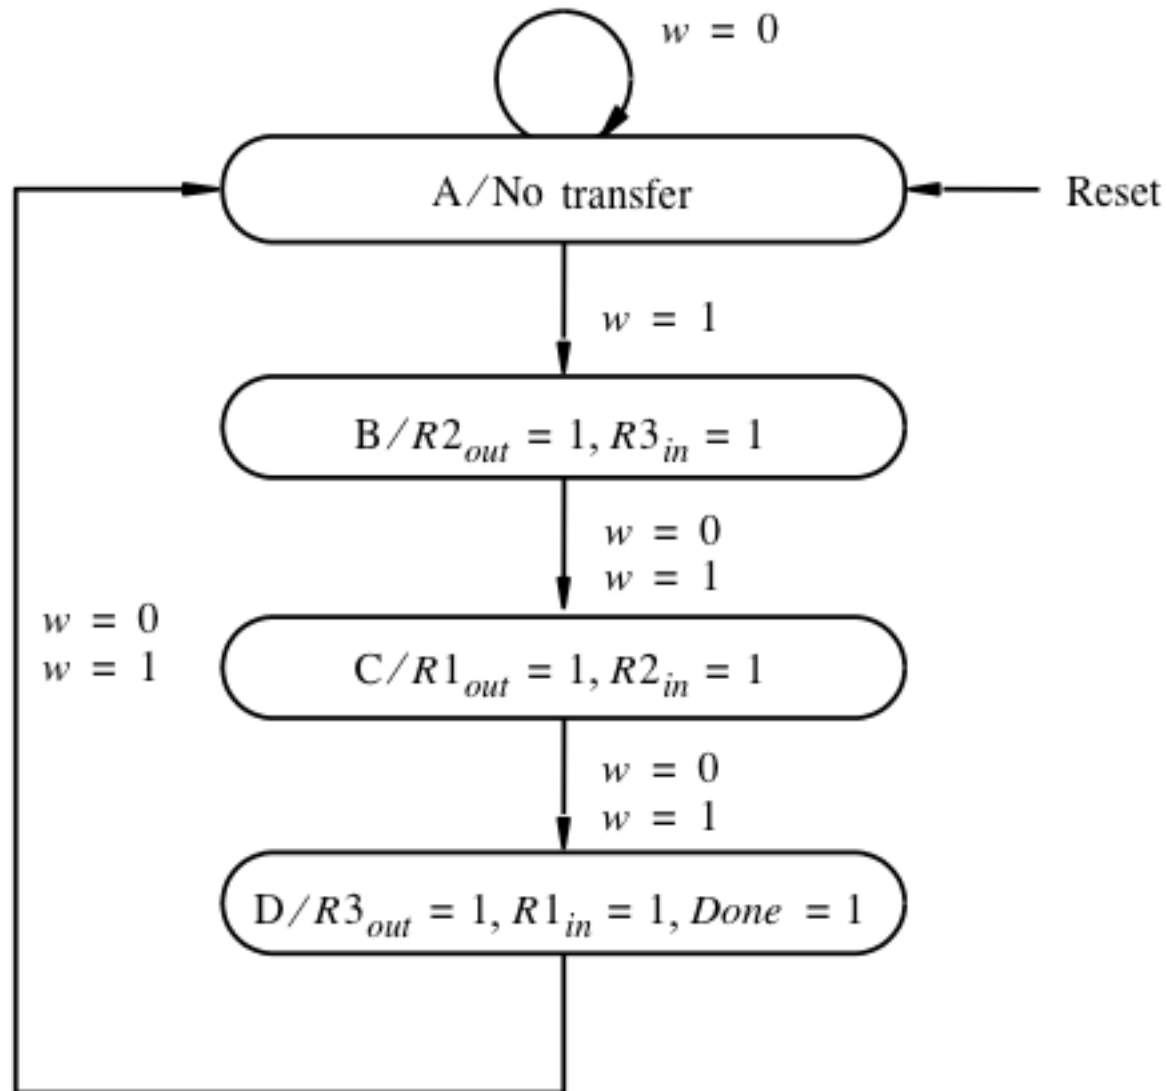 w = 0
A/No transfer
Reset
w = 1
B/R2out = 1, R3in = 1
w = 0
w = 1
w = 0
w = 1
C/R1out = 1, R2in = 1
w = 0
w = 1
D/R3out = 1, R1in = 1, Done = 1